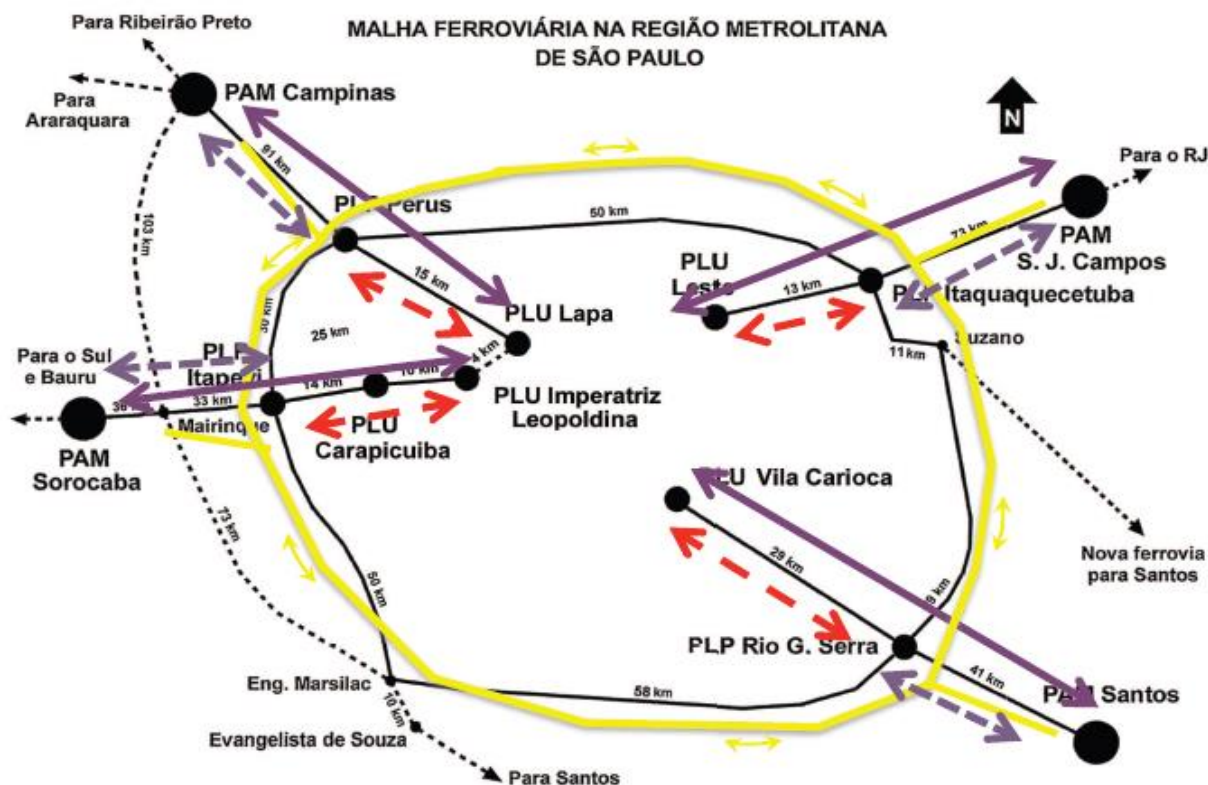 MALHA FERROVIÁRIA NA REGIÃO METROLITANA
DE SÃO PAULO
Para Ribeirão Preto
Para
Araraquara
PAM Campinas
N
Para o RJ
91 km
103 km
PLP Perus
50 km
73 km
PAM
S. J. Campos
PLU
Leste
13 km
PLP Itaquaquecetuba
15 km
30 km
25 km
PLU Lapa
11 km
Suzano
Para o Sul
e Bauru
PLP
Itapevi
4 km
14 km
10 km
PLU Imperatriz
Leopoldina
33 km
Mairinque
PLU
Carapicuiba
PAM
Sorocaba
PLU Vila Carioca
73 km
29 km
Nova ferrovia
para Santos
50 km
9 km
PLP Rio G. Serra
41 km
Eng. Marsilac
58 km
PAM Santos
10 km
Evangelista de Souza
Para Santos